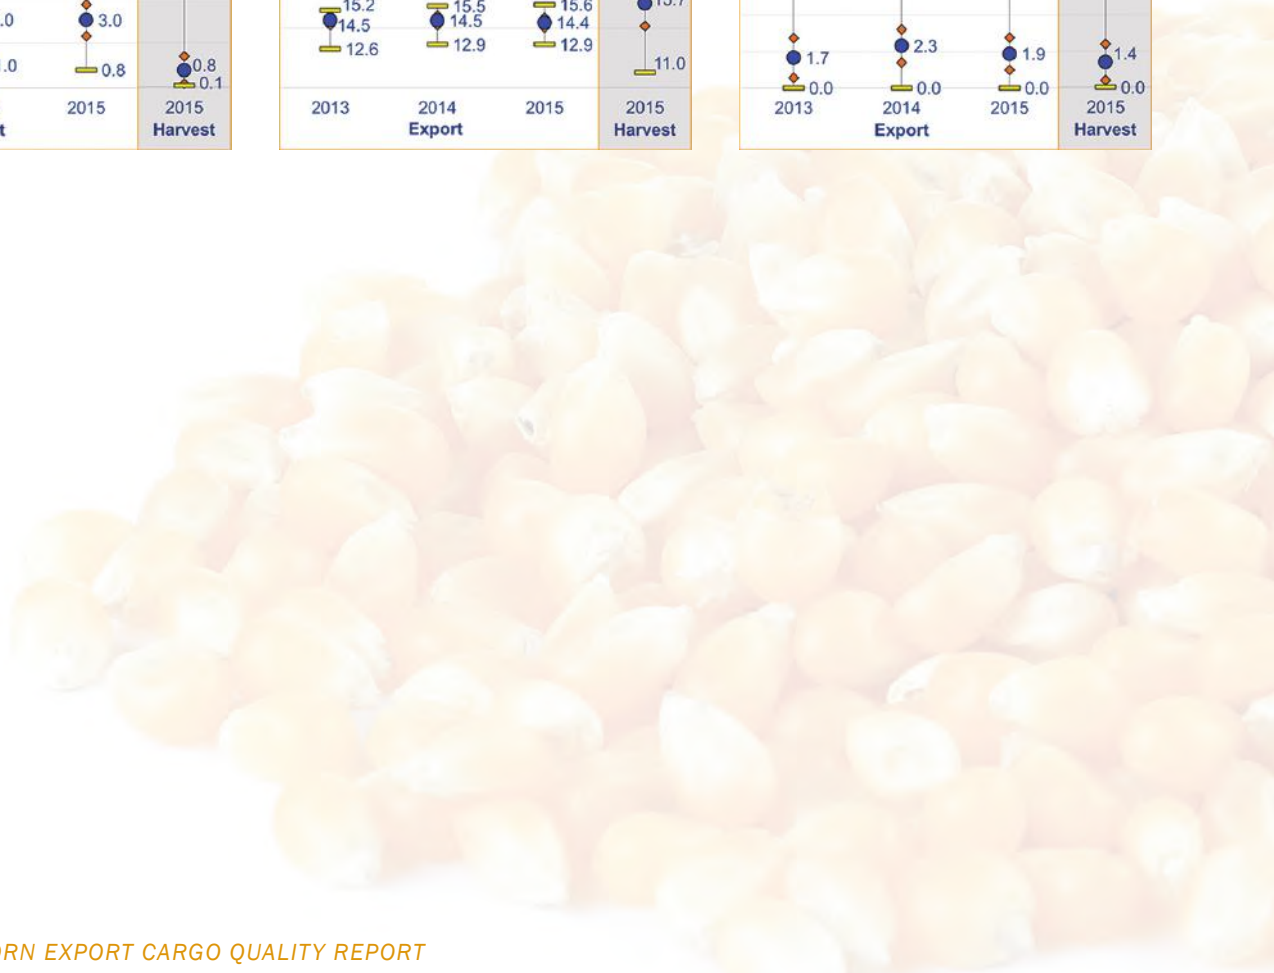 15.2 15.5 15.6
.0 3.0 14.5 14.5 14.4
12.6 12.9 12.9
1.7 2.3 1.9 1.4
.0 0.8 0.8 0.1 11.0 0.0 0.0 0.0 0.0
2015 2015 2013 2014 2015 2015 2013 2014 2015 2015
t Harvest Export Harvest Export Harvest
RN EXPORT CARGO QUALITY REPORT